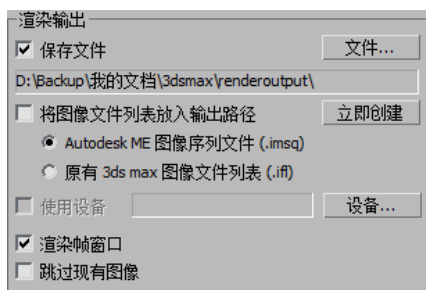 渲染输出
保存文件 文件...
D:\Backup\我的文档\3dsmax\renderoutput\
将图像文件列表放入输出路径 立即创建
Autodesk ME 图像序列文件 (.imsq)
原有 3ds max 图像文件列表 (.ifl)
使用设备 设备...
渲染帧窗口
跳过现有图像